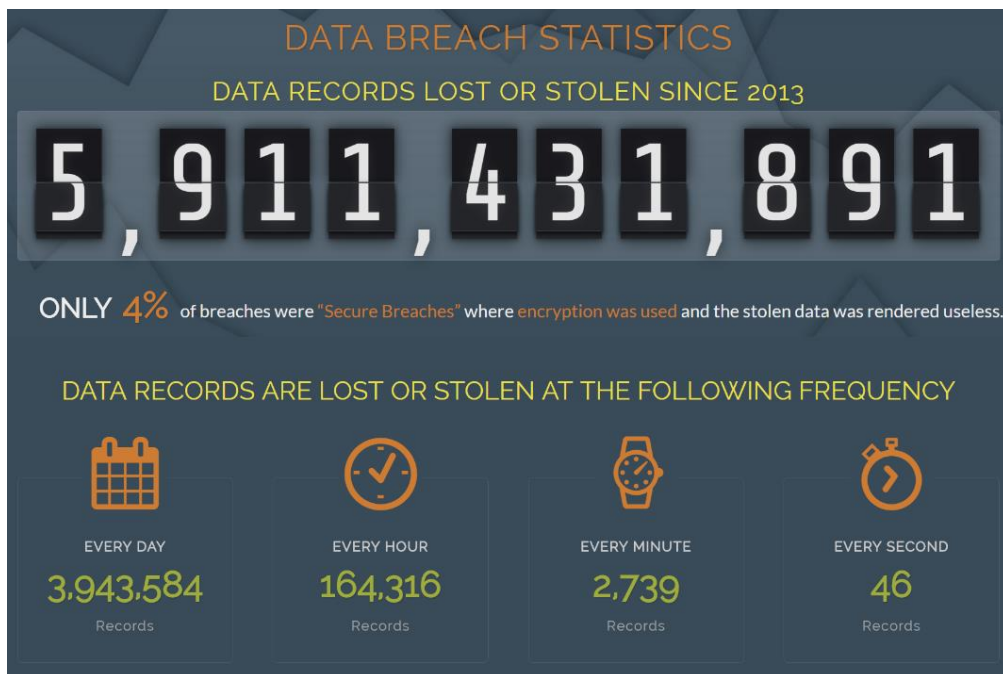 DATA BREACH STATISTICS
DATA RECORDS LOST OR STOLEN SINCE 2013
5,911,431,891
ONLY 4% of breaches were “Secure Breaches” where encryption was used and the stolen data was rendered useless.
DATA RECORDS ARE LOST OR STOLEN AT THE FOLLOWING FREQUENCY
EVERY DAY
3,943,584
Records
EVERY HOUR
164,316
Records
EVERY MINUTE
2,739
Records
EVERY SECOND
46
Records